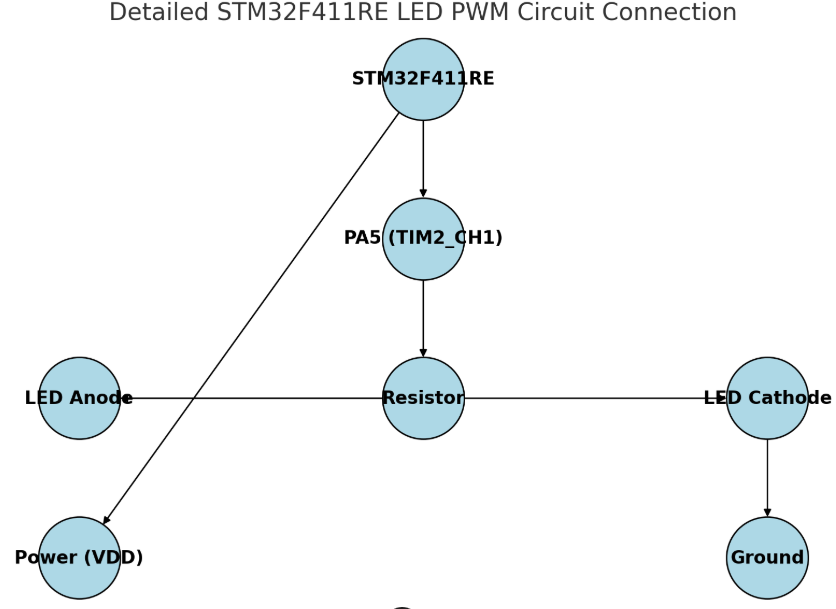 Detailed STM32F411RE LED PWM Circuit Connection
STM32F411RE
PA5 (TIM2_CH1)
LED Anode
Resistor
LED Cathode
Power (VDD)
Ground